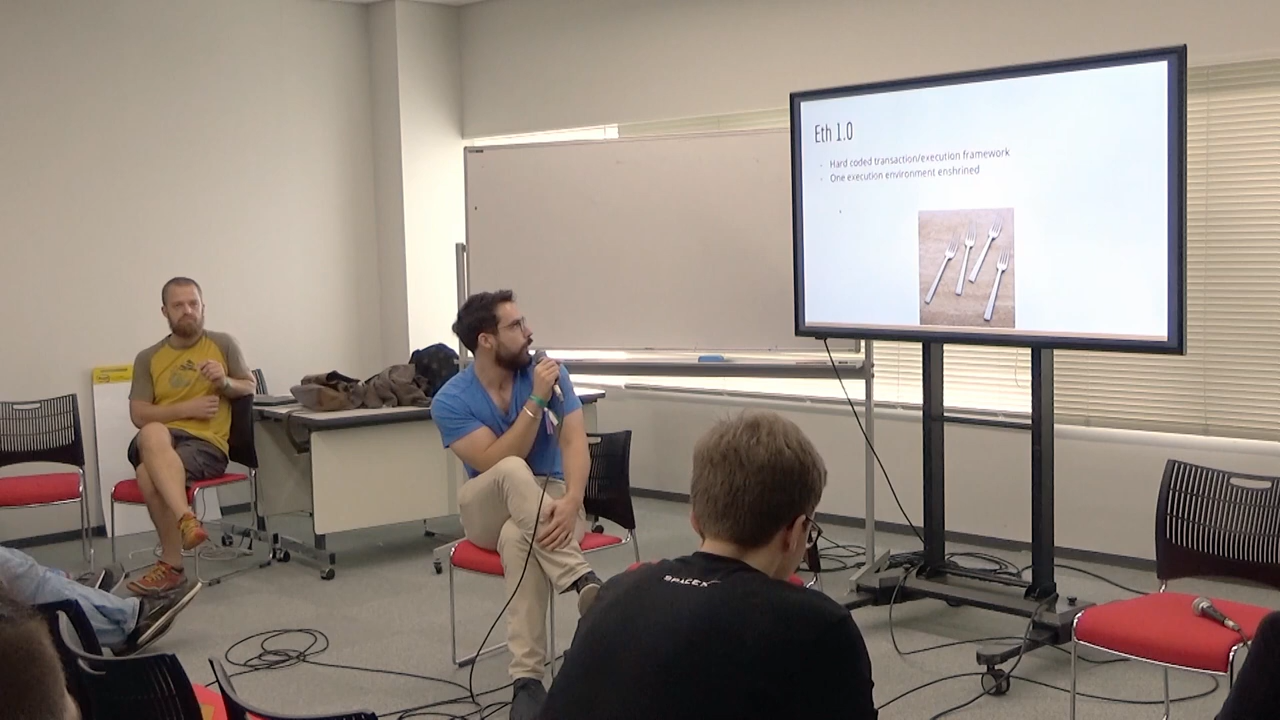 Eth 1.0
- Hard coded transaction/execution framework
- One execution environment enshrined
SPACEX